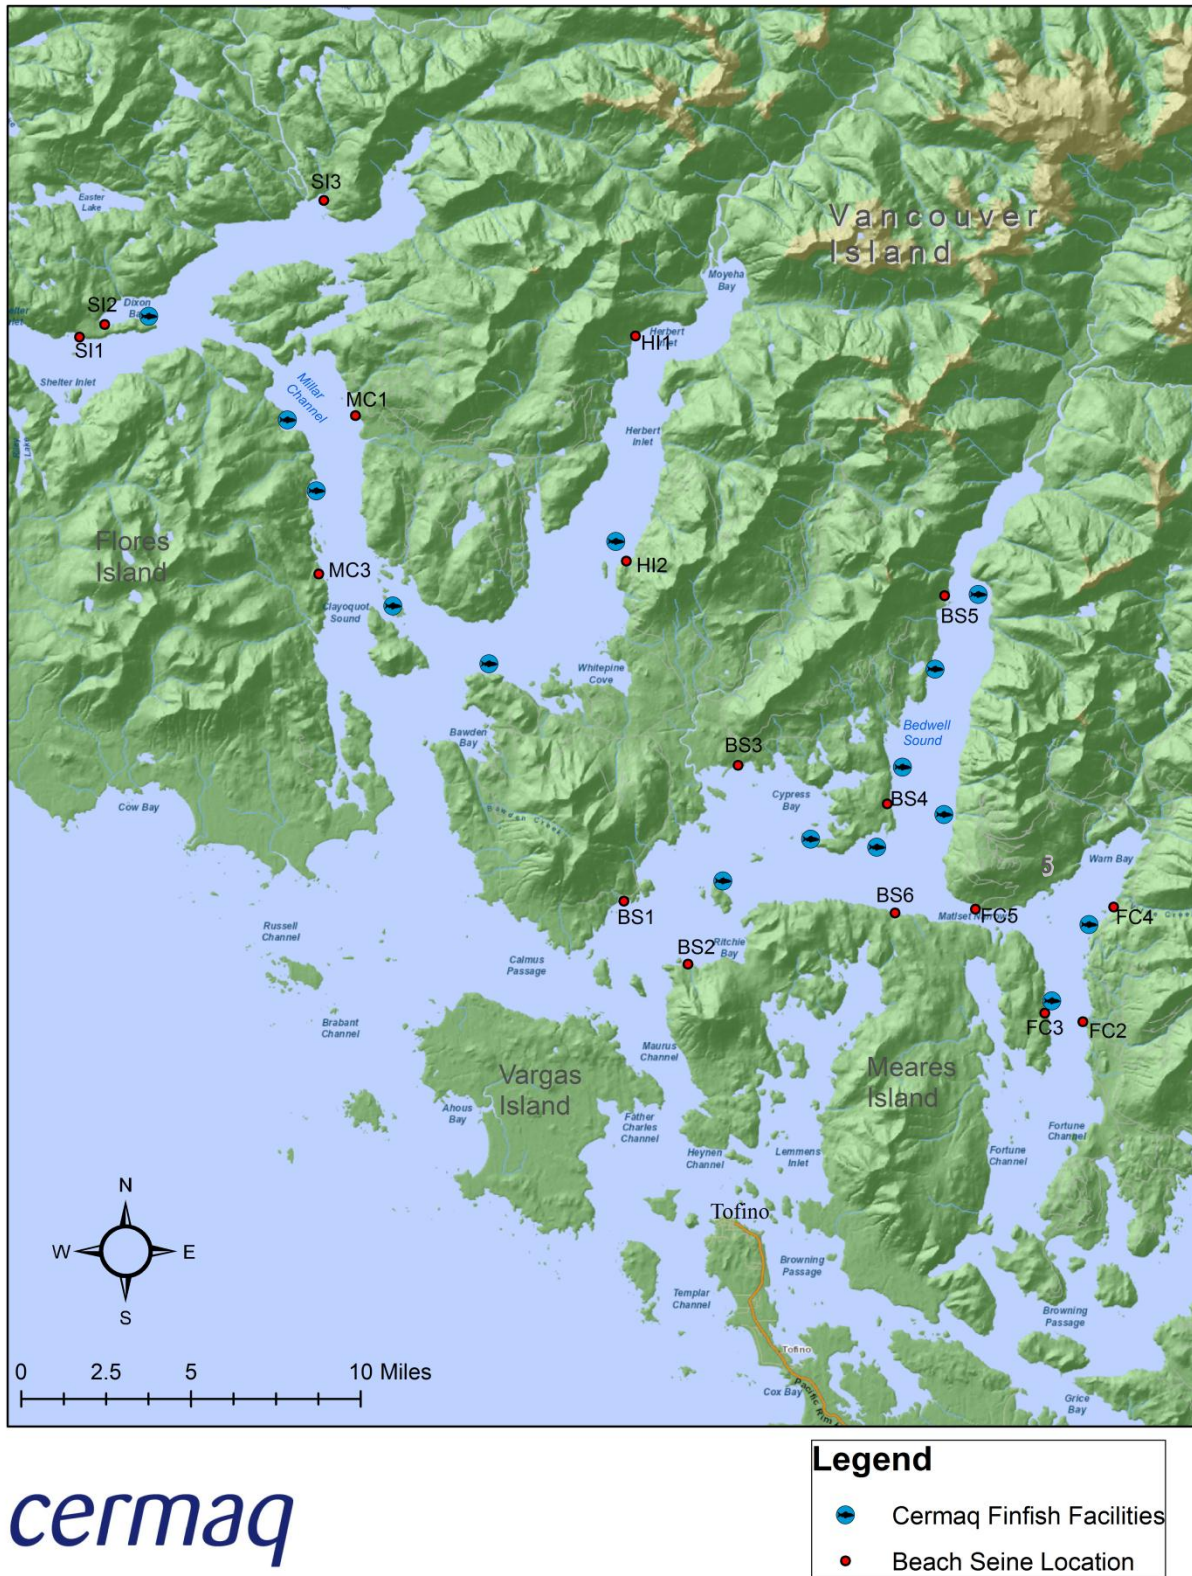 SI3
Easter
Lake
Vancouver
Island
Moyeha
Bay
SI2
Dixon
SI1
HI1
Herbert
Inlet
Shelter Inlet
Millar
Channel
MC1
Herbert
Inlet
Flores
Island
MC3
HI2
Clayoquot
Sound
BS5
Whitepine
Cove
Bedwell
Sound
Bawden
Bay
BS3
Cypress
Bay
BS4
Cow Bay
Warn Bay
BS1
BS6
FC5
FC4
Russell
Channel
BS2
Ritchie
Bay
Calmus
Passage
Brabant
Channel
FC3
FC2
Maurus
Channel
Vargas
Island
Meares
Island
Ahous
Bay
Father
Charles
Channel
Fortune
Channel
Heynen
Channel
Lemmens
Inlet
Fortune
Channel
N
W E
S
Tofino
Browning
Passage
Templar
Channel
Browning
Passage
Tofino
Cox Bay
Pacific Rim
Grice
Bay
0 2.5 5 10 Miles
cermaq
Legend
Cermaq Finfish Facilities
Beach Seine Location